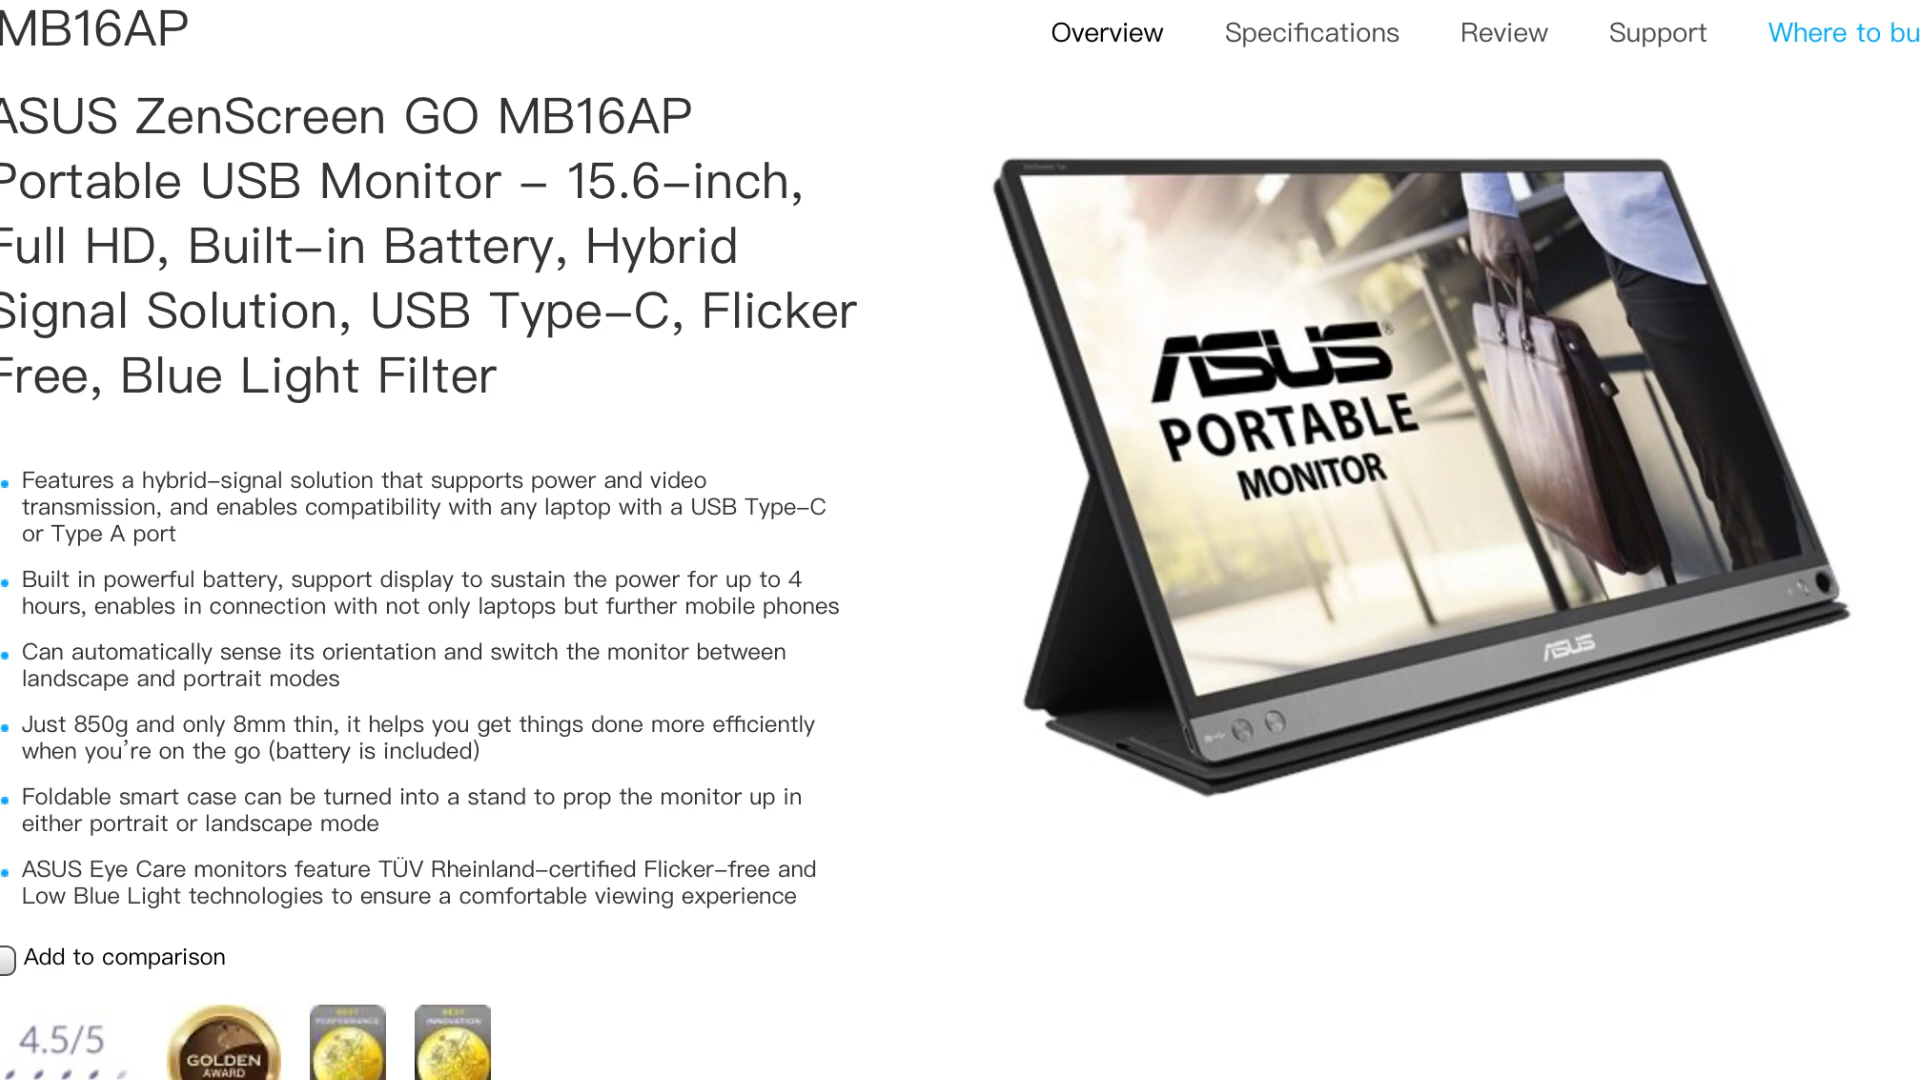 MB16AP
Overview Specifications Review Support Where to bu
ASUS ZenScreen GO MB16AP
Portable USB Monitor – 15.6–inch,
Full HD, Built–in Battery, Hybrid
Signal Solution, USB Type–C, Flicker
Free, Blue Light Filter
Features a hybrid–signal solution that supports power and video
transmission, and enables compatibility with any laptop with a USB Type–C
or Type A port
Built in powerful battery, support display to sustain the power for up to 4
hours, enables in connection with not only laptops but further mobile phones
Can automatically sense its orientation and switch the monitor between
landscape and portrait modes
Just 850g and only 8mm thin, it helps you get things done more efficiently
when you're on the go (battery is included)
Foldable smart case can be turned into a stand to prop the monitor up in
either portrait or landscape mode
ASUS Eye Care monitors feature TÜV Rheinland–certified Flicker–free and
Low Blue Light technologies to ensure a comfortable viewing experience
Add to comparison
4.5/5
GOLDEN
AWARD
BEST
PERFORMANCE
BEST
INNOVATION
ASUS®
PORTABLE
MONITOR
ASUS